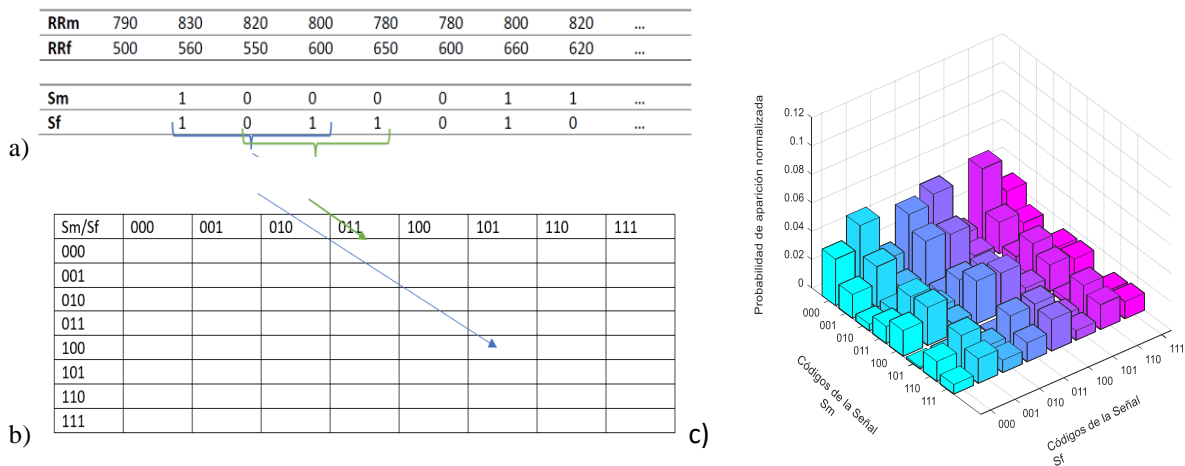 RRm 790 830 820 800 780 780 800 820 ...
RRf 500 560 550 600 650 600 660 620 ...
Sm 1 0 0 0 0 1 1 ...
Sf 1 0 1 1 0 1 0 ...
a)
Sm/Sf 000 001 010 011 100 101 110 111
000
001
010
011
100
101
110
111
b)
c)
Probabilidad de aparición normalizada
0.12
0.1
0.08
0.06
0.04
0.02
0
000
001
010
011
100
101
110
111
Códigos de la Señal
Sm
000
001
010
011
100
101
110
111
Códigos de la Señal
Sf